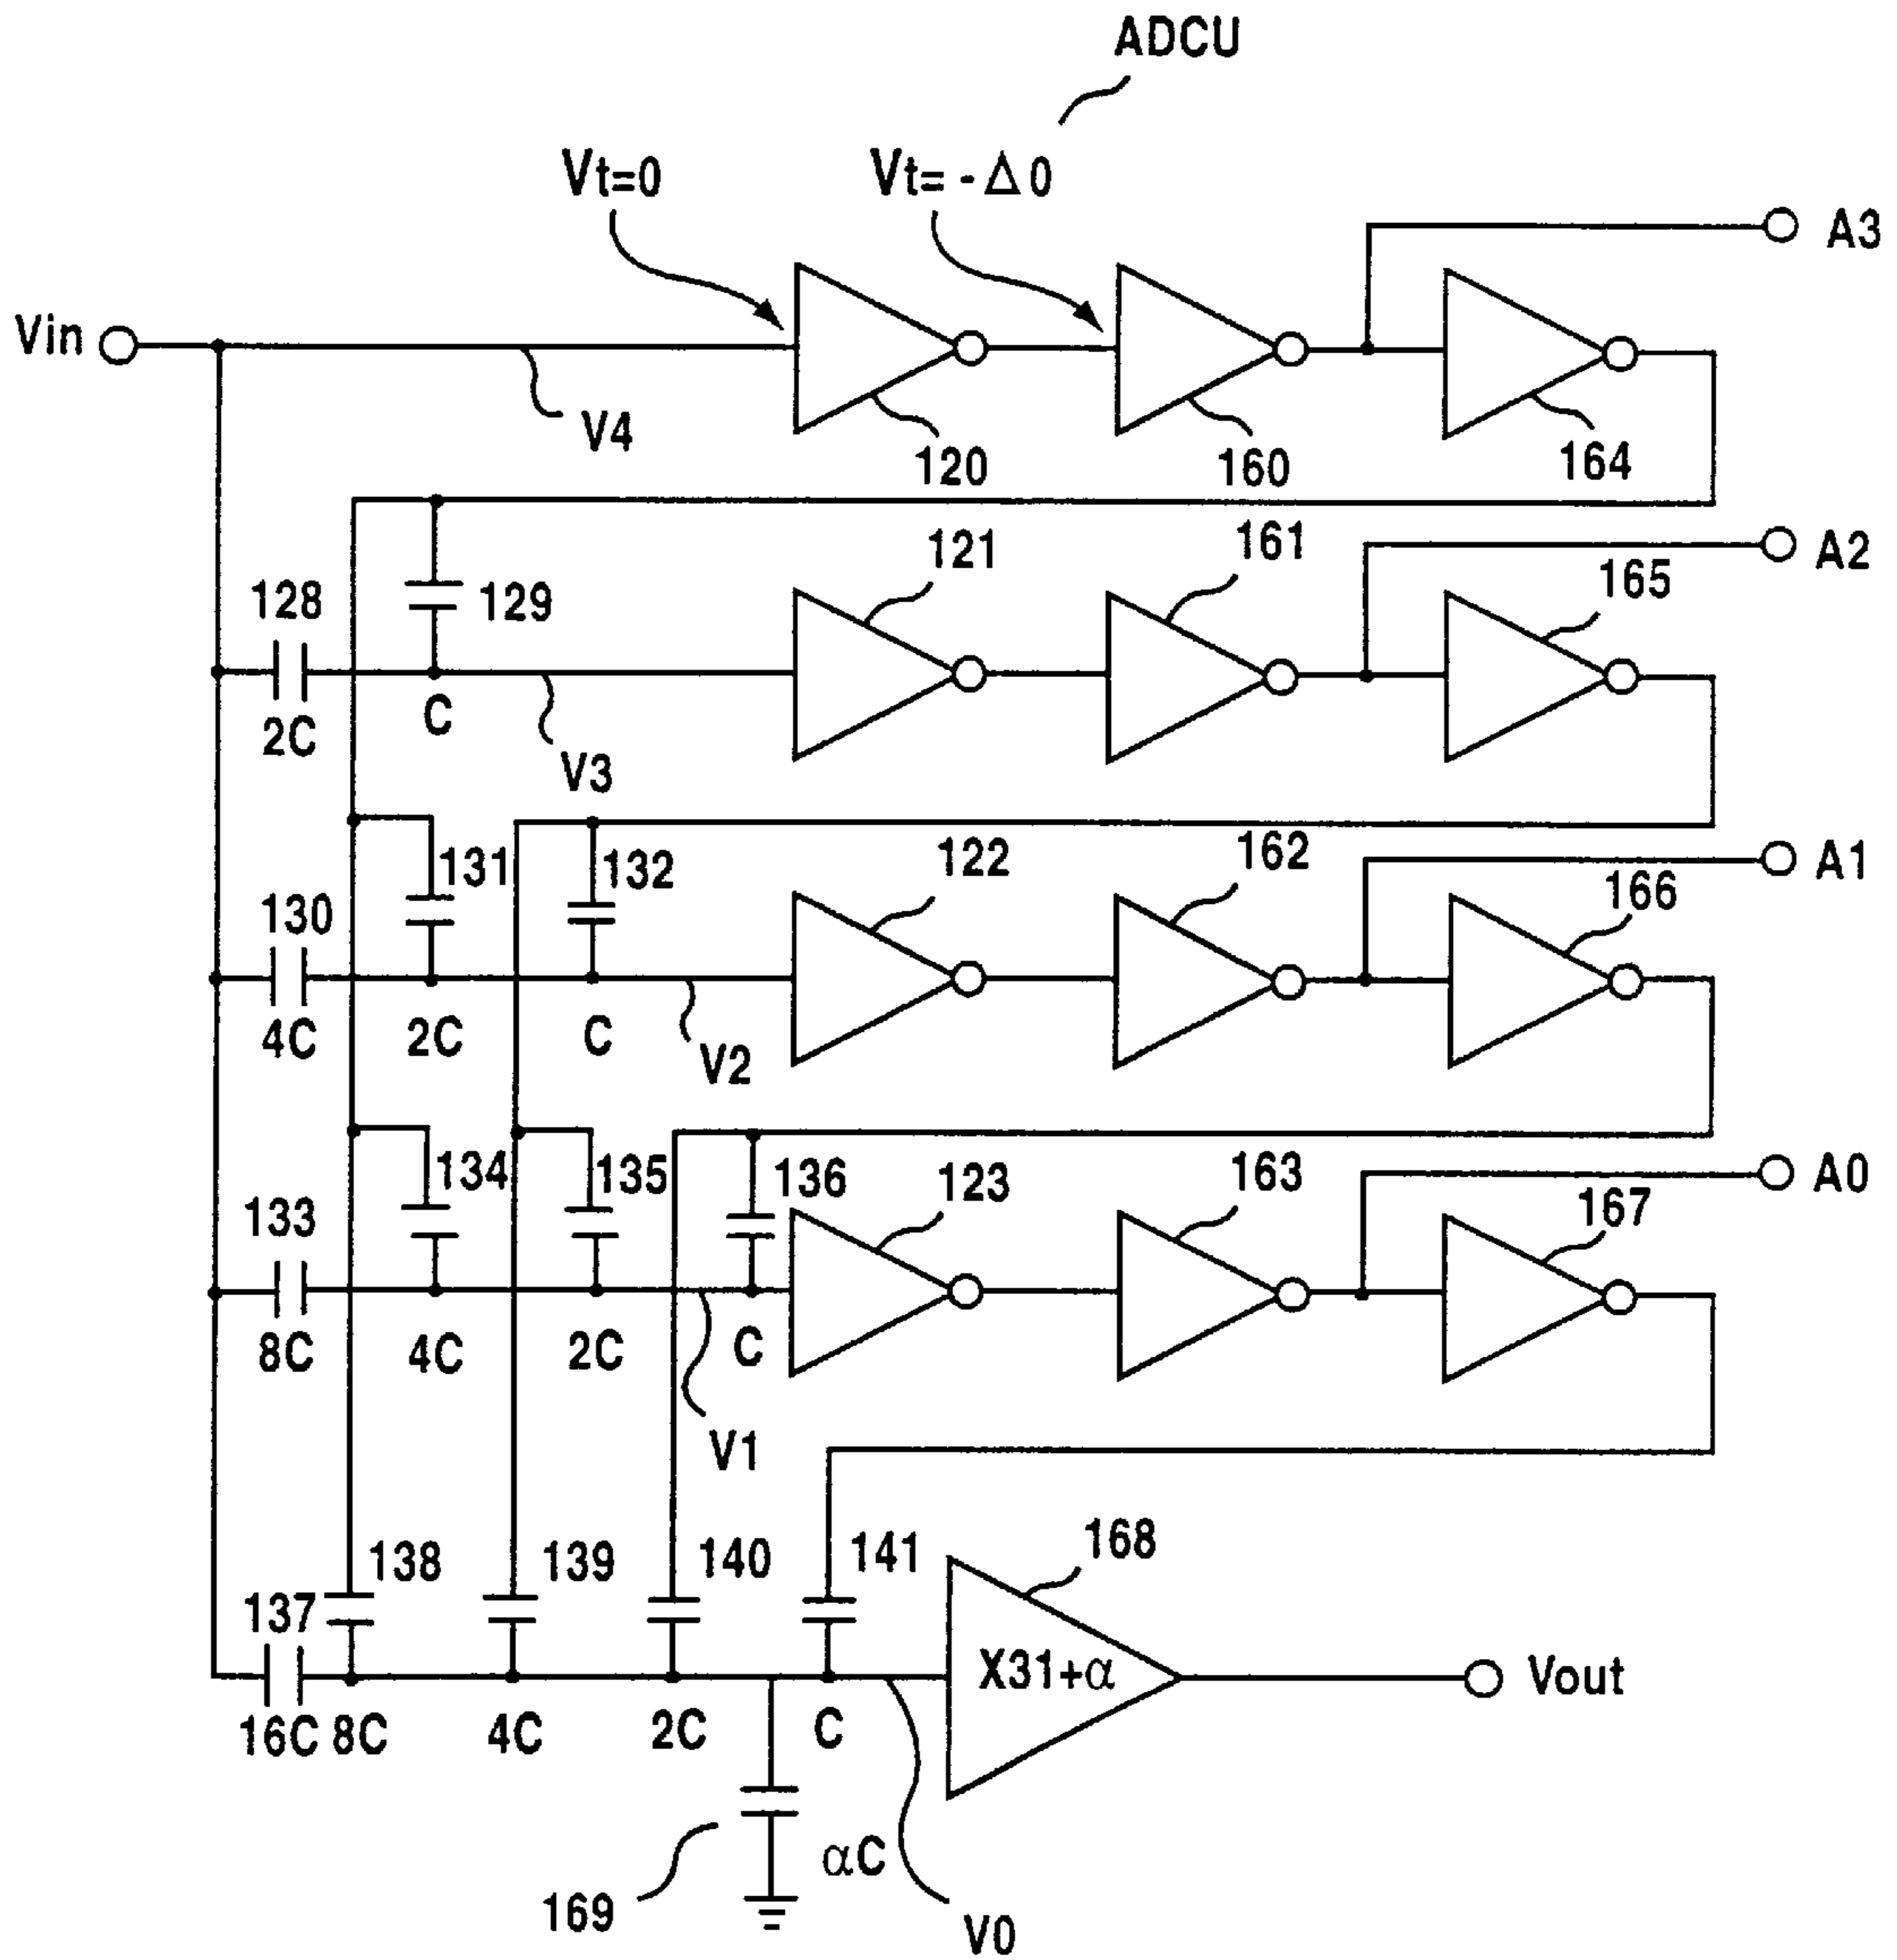 ADCU
Vt=0
Vt= -Δ0
A3
Vin
V4
120
160
164
121
161
A2
165
128
129
2C
C
V3
131
132
122
162
A1
166
130
4C
2C
C
V2
134
135
136
123
163
A0
167
133
8C
4C
2C
C
V1
138
139
140
141
168
137
X31+α
Vout
16C
8C
4C
2C
C
αC
169
V0